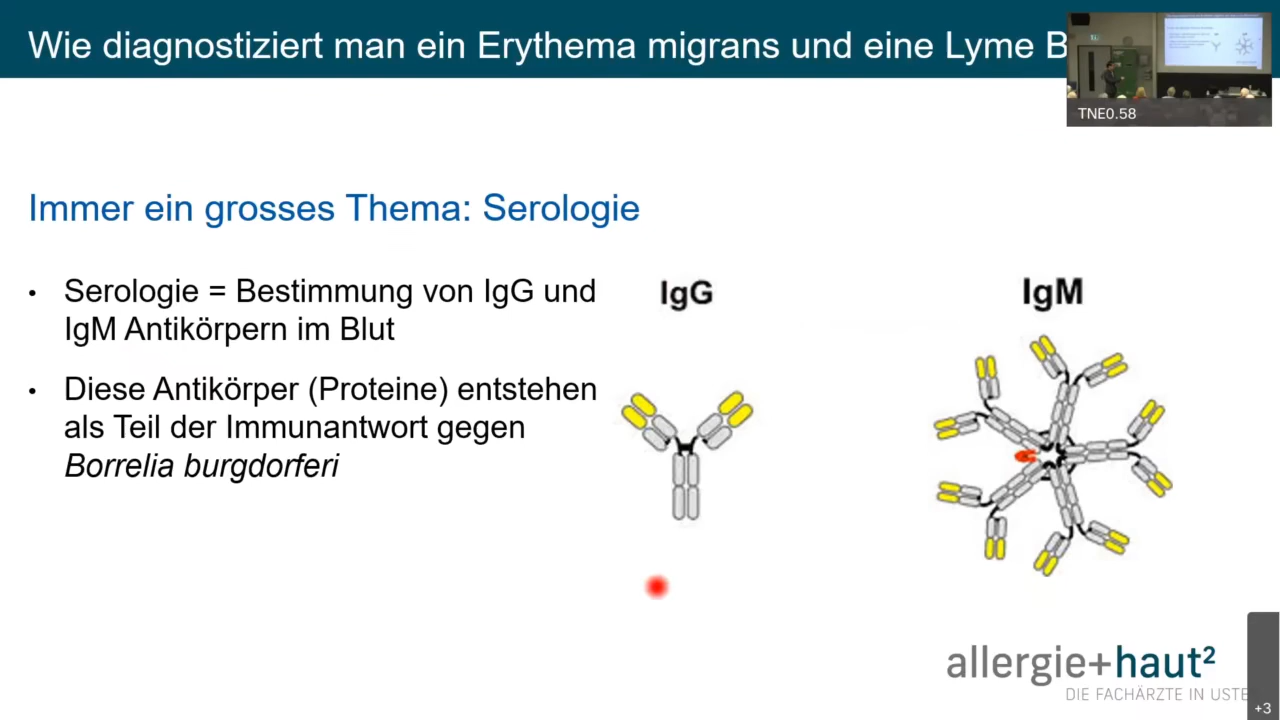 Wie diagnostiziert man ein Erythema migrans und eine Lyme B
TNE0.58
Immer ein grosses Thema: Serologie
• Serologie = Bestimmung von IgG und
IgM Antikörpern im Blut
• Diese Antikörper (Proteine) entstehen
als Teil der Immunantwort gegen
Borrelia burgdorferi
IgG
IgM
allergie+haut²
DIE FACHÄRZTE IN USTE
+3